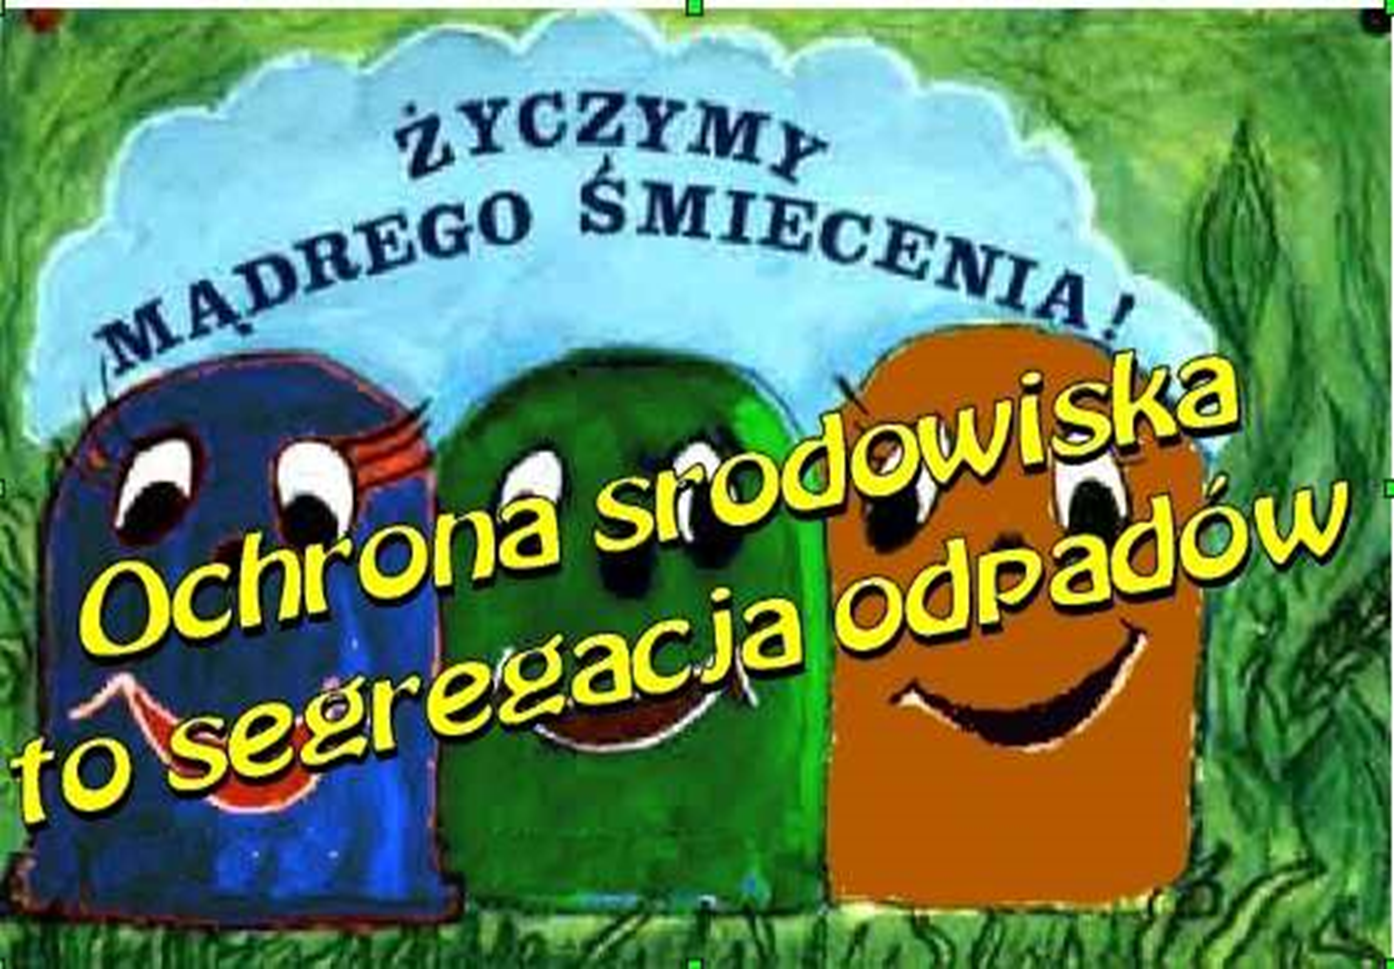 ŻYCZYMY
MĄDREGO ŚMIECENIA!
Ochrona srodowiska
to segregacja odpadów